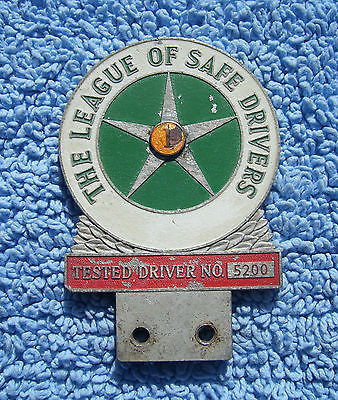 THE LEAGUE OF SAFE DRIVERS
TESTED DRIVER NO. 5200